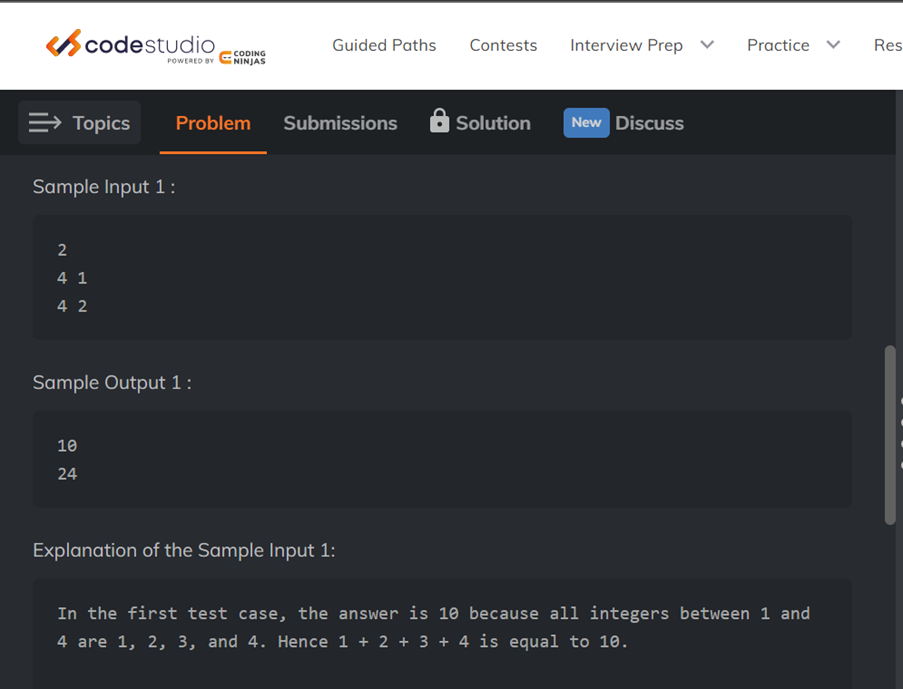 codestudio
POWERED BY CODING NINJAS
Guided Paths Contests Interview Prep Practice Res
Topics Problem Submissions Solution New Discuss
Sample Input 1 :
2
4 1
4 2
Sample Output 1 :
10
24
Explanation of the Sample Input 1:
In the first test case, the answer is 10 because all integers between 1 and
4 are 1, 2, 3, and 4. Hence 1 + 2 + 3 + 4 is equal to 10.